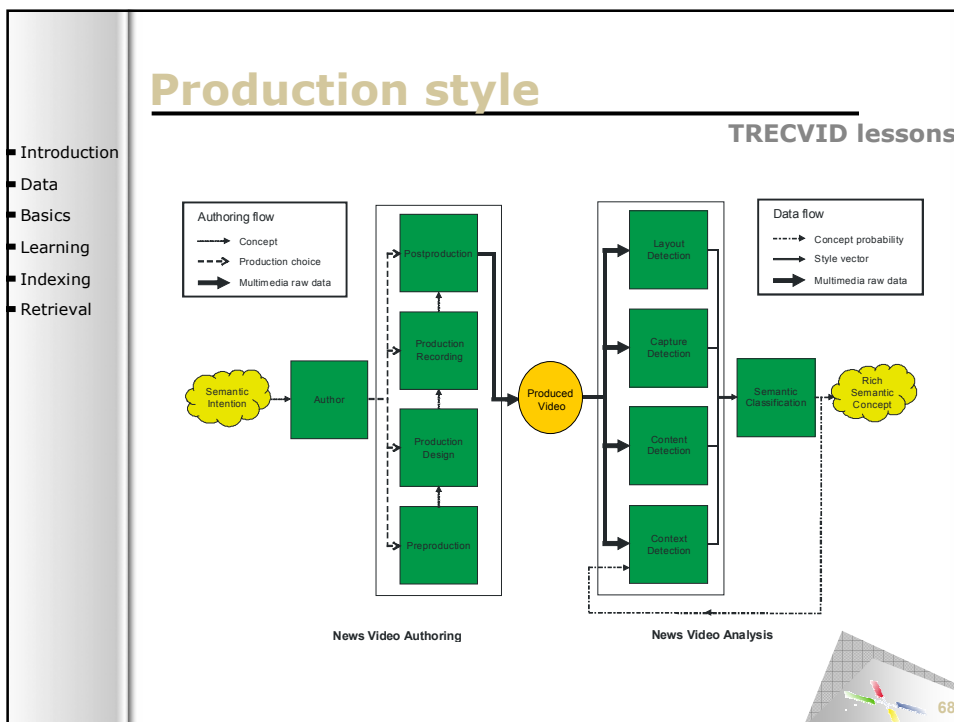 Production style
TRECVID lessons
Introduction
Data
Basics
Learning
Indexing
Retrieval
Authoring flow
Concept
Production choice
Multimedia raw data
Semantic
Intention
Author
Postproduction
Production
Recording
Production
Design
Preproduction
News Video Authoring
Produced
Video
Layout
Detection
Capture
Detection
Content
Detection
Context
Detection
News Video Analysis
Data flow
Concept probability
Style vector
Multimedia raw data
Semantic
Classification
Rich
Semantic
Concept
68